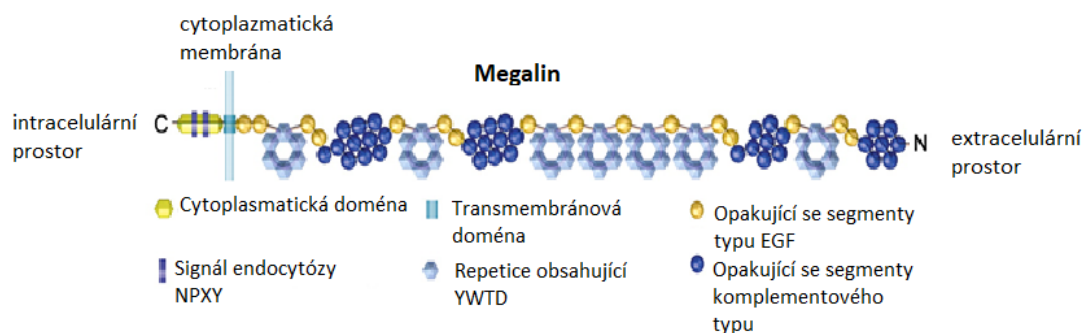 cytoplazmatická
membrána
Megalin
intracelulární
prostor
C
N
extracelulární
prostor
Cytoplasmatická doména
Transmembránová
doména
Opakující se segmenty
typu EGF
Signál endocytózy
NPXY
Repetice obsahující
YWTD
Opakující se segmenty
komplementového
typu